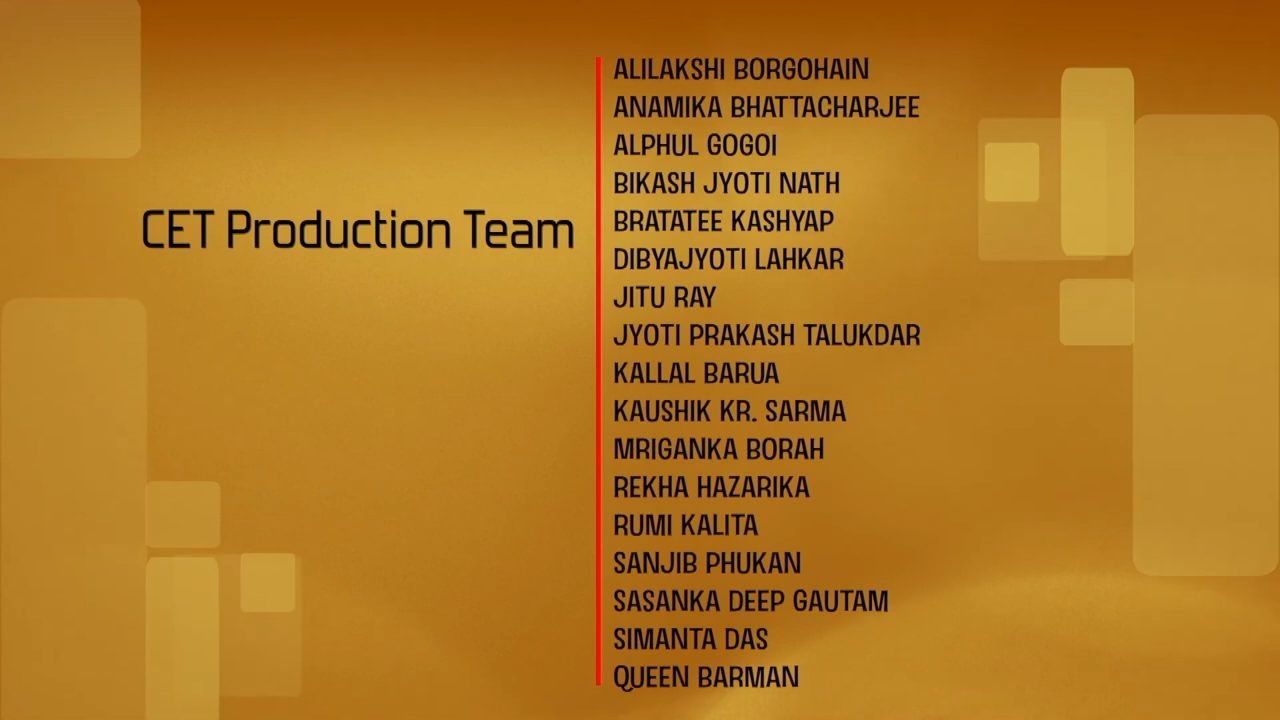 CET Production Team
ALILAKSHI BORGOHAIN
ANAMIKA BHATTACHARJEE
ALPHUL GOGOI
BIKASH JYOTI NATH
BRATATEE KASHYAP
DIBYAJYOTI LAHKAR
JITU RAY
JYOTI PRAKASH TALUKDAR
KALLAL BARUA
KAUSHIK KR. SARMA
MRIGANKA BORAH
REKHA HAZARIKA
RUMI KALITA
SANJIB PHUKAN
SASANKA DEEP GAUTAM
SIMANTA DAS
QUEEN BARMAN